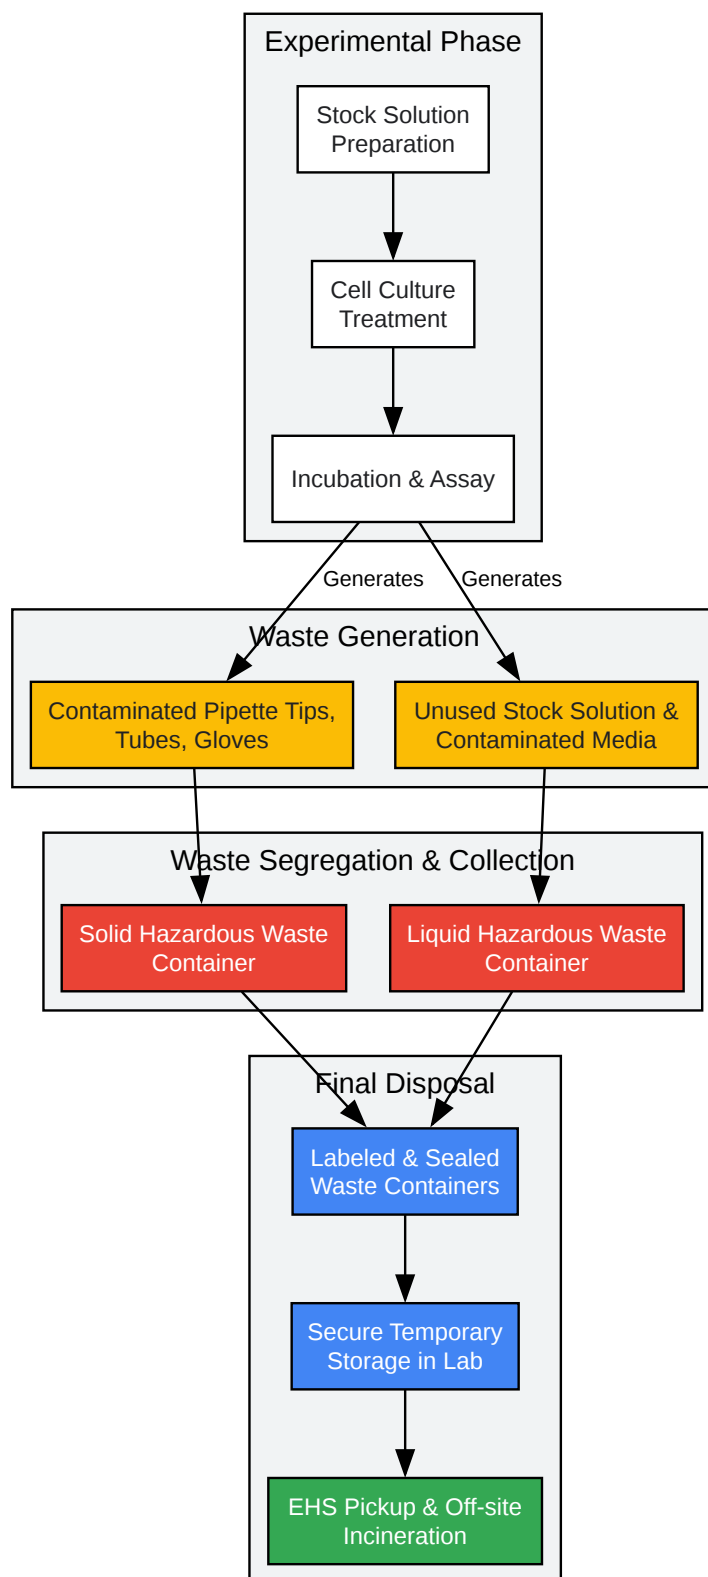 Experimental Phase
Stock Solution
Preparation
Cell Culture
Treatment
Incubation & Assay
Generates
Generates
Waste Generation
Contaminated Pipette Tips,
Tubes, Gloves
Unused Stock Solution &
Contaminated Media
Waste Segregation & Collection
Solid Hazardous Waste
Container
Liquid Hazardous Waste
Container
Final Disposal
Labeled & Sealed
Waste Containers
Secure Temporary
Storage in Lab
EHS Pickup & Off-site
Incineration